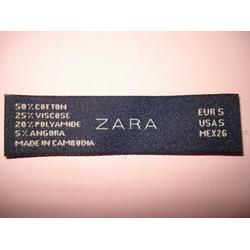 50% COTTON
25% VISCOSE
20% POLYAMIDE
5% ANGORA
MADE IN CAMBODIA
ZARA
EUR S
USA S
MEX 26